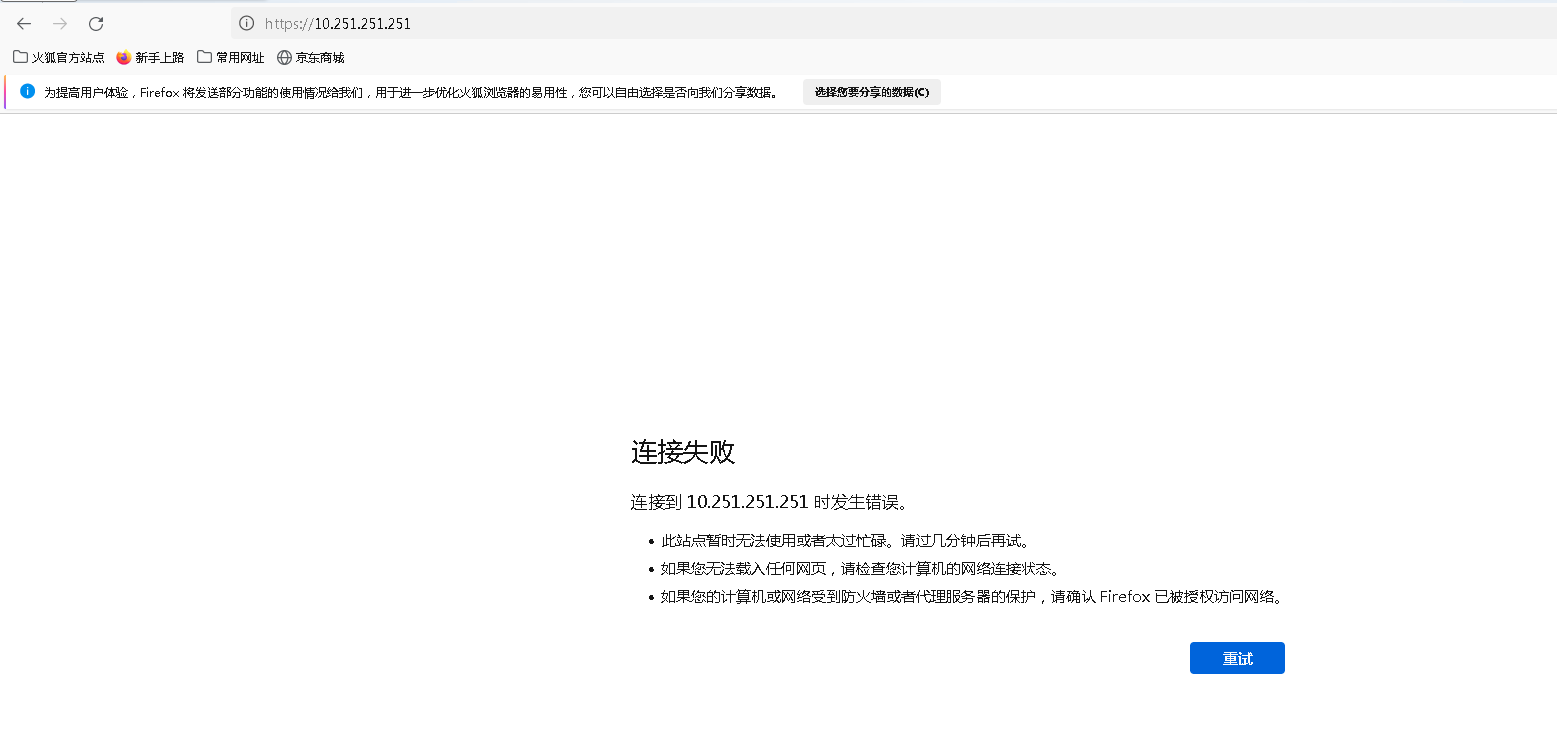 https://10.251.251.251
火狐官方站点 新手上路 常用网址 京东商城
为提高用户体验，Firefox 将发送部分功能的使用情况给我们，用于进一步优化火狐浏览器的易用性，您可以自由选择是否向我们分享数据。 选择您要分享的数据(C)
连接失败
连接到 10.251.251.251 时发生错误。
• 此站点暂时无法使用或者太过忙碌。请过几分钟后再试。
• 如果您无法载入任何网页，请检查您计算机的网络连接状态。
• 如果您的计算机或网络受到防火墙或者代理服务器的保护，请确认 Firefox 已被授权访问网络。
重试